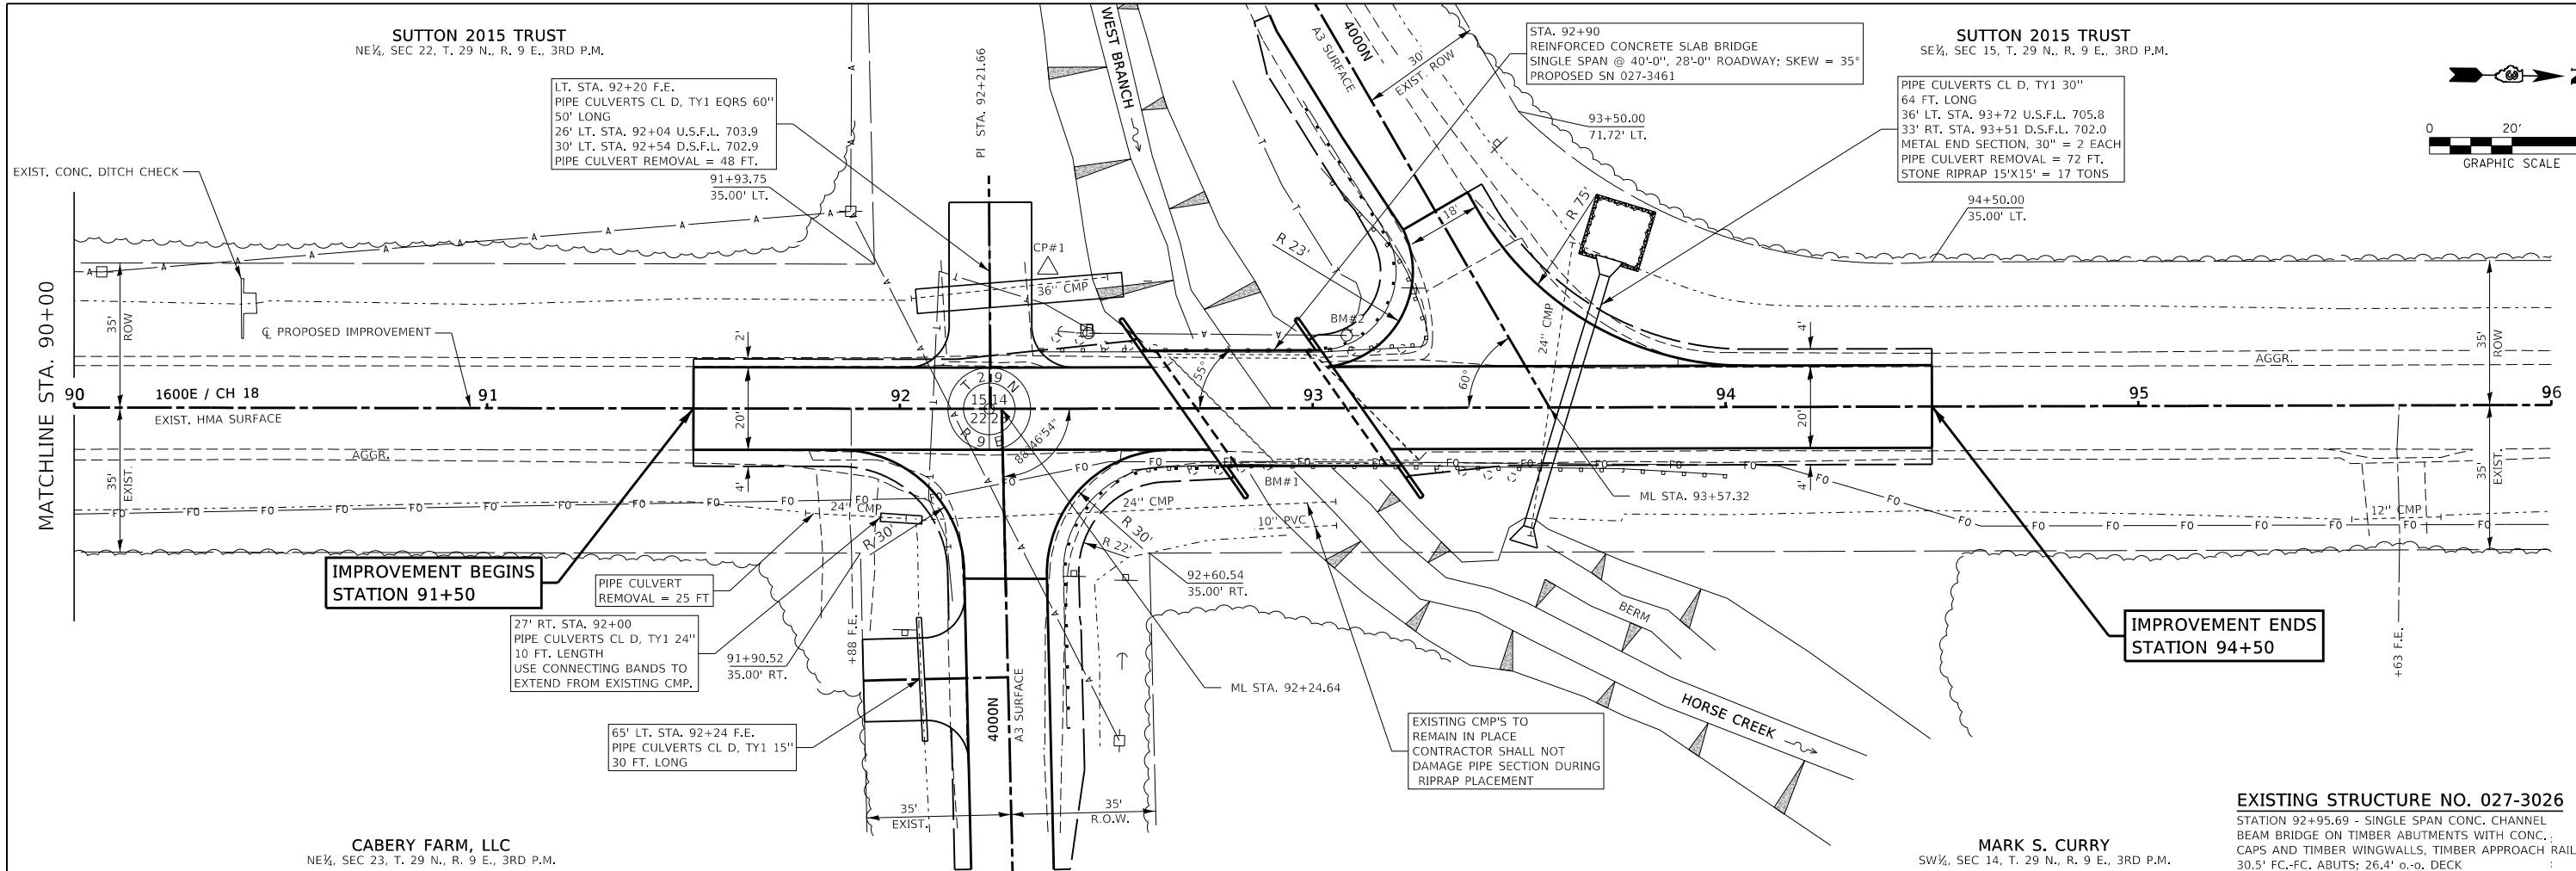 SUTTON 2015 TRUST
NE¼, SEC 22, T. 29 N., R. 9 E., 3RD P.M.
LT. STA. 92+20 F.E.
PIPE CULVERTS CL D, TY1 EQRS 60"
50' LONG
26' LT. STA. 92+04 U.S.F.L. 703.9
30' LT. STA. 92+54 D.S.F.L. 702.9
PIPE CULVERT REMOVAL = 48 FT.
91+93.75
35.00' LT.
EXIST. CONC. DITCH CHECK
PI STA. 92+21.66
WEST BRANCH
4000N
A3 SURFACE
30'
EXIST. ROW
STA. 92+90
REINFORCED CONCRETE SLAB BRIDGE
SINGLE SPAN @ 40'-0", 28'-0" ROADWAY; SKEW = 35°
PROPOSED SN 027-3461
93+50.00
71.72' LT.
SUTTON 2015 TRUST
SE¼, SEC 15, T. 29 N., R. 9 E., 3RD P.M.
PIPE CULVERTS CL D, TY1 30"
64 FT. LONG
36' LT. STA. 93+72 U.S.F.L. 705.8
33' RT. STA. 93+51 D.S.F.L. 702.0
METAL END SECTION, 30" = 2 EACH
PIPE CULVERT REMOVAL = 72 FT.
STONE RIPRAP 15'X15' = 17 TONS
94+50.00
35.00' LT.
0 20'
GRAPHIC SCALE
MATCHLINE STA. 90+00
35'
ROW
℄ PROPOSED IMPROVEMENT
2'
CP#1
36" CMP
R 23'
18'
R 75'
BM#2
24" CMP
4'
35'
ROW
AGGR.
90
1600E / CH 18
91
92
93
94
95
96
EXIST. HMA SURFACE
20'
T 29 N
15 14
22 23
R 9 E
88°46'54"
55°
60°
20'
AGGR.
35'
EXIST.
4'
FO
24" CMP
R 30'
24" CMP
10" PVC
R 30'
R 22'
BM#1
ML STA. 93+57.32
4'
12" CMP
35'
EXIST.
IMPROVEMENT BEGINS
STATION 91+50
PIPE CULVERT
REMOVAL = 25 FT
27' RT. STA. 92+00
PIPE CULVERTS CL D, TY1 24"
10 FT. LENGTH
USE CONNECTING BANDS TO
EXTEND FROM EXISTING CMP.
91+90.52
35.00' RT.
+88 F.E.
92+60.54
35.00' RT.
ML STA. 92+24.64
65' LT. STA. 92+24 F.E.
PIPE CULVERTS CL D, TY1 15"
30 FT. LONG
4000N
A3 SURFACE
35'
EXIST.
35'
R.O.W.
EXISTING CMP'S TO
REMAIN IN PLACE
CONTRACTOR SHALL NOT
DAMAGE PIPE SECTION DURING
RIPRAP PLACEMENT
BERM
HORSE CREEK
IMPROVEMENT ENDS
STATION 94+50
+63 F.E.
CABERY FARM, LLC
NE¼, SEC 23, T. 29 N., R. 9 E., 3RD P.M.
MARK S. CURRY
SW¼, SEC 14, T. 29 N., R. 9 E., 3RD P.M.
EXISTING STRUCTURE NO. 027-3026
STATION 92+95.69 - SINGLE SPAN CONC. CHANNEL
BEAM BRIDGE ON TIMBER ABUTMENTS WITH CONC.
CAPS AND TIMBER WINGWALLS, TIMBER APPROACH RAIL
30.5' FC.-FC. ABUTS; 26.4' o.-o. DECK